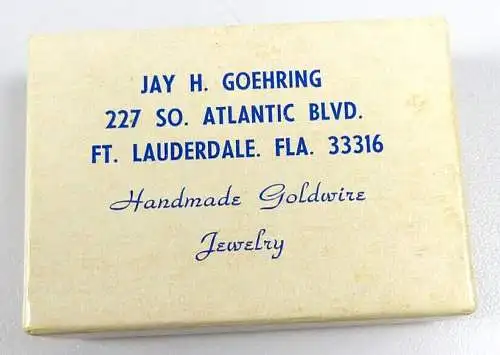 JAY H. GOEHRING
227 SO. ATLANTIC BLVD.
FT. LAUDERDALE. FLA. 33316
Handmade Goldwire
Jewelry